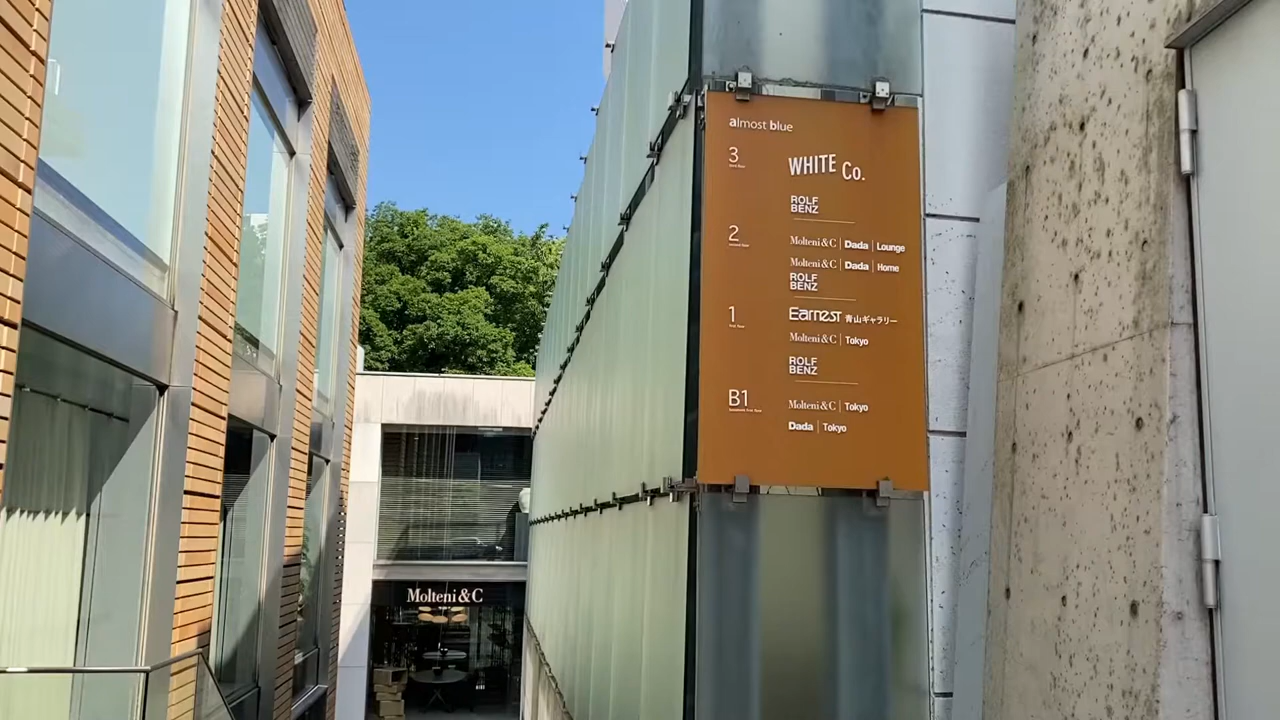 almost blue
3
WHITE Co.
ROLF
BENZ
2
Molteni&C | Dada | Lounge
Molteni&C | Dada | Home
ROLF
BENZ
1
Earnest 青山ギャラリー
Molteni&C | Tokyo
ROLF
BENZ
B1
Molteni&C | Tokyo
Dada | Tokyo
Molteni&C